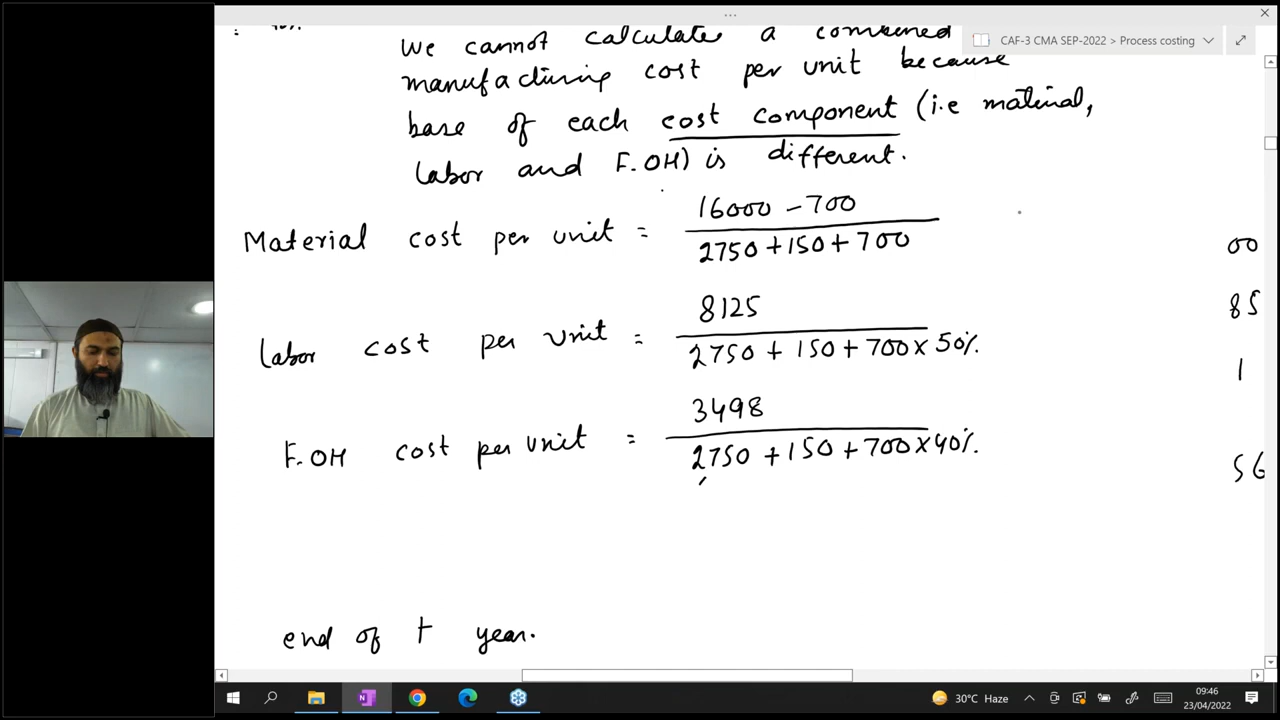 CAF-3 CMA SEP-2022 > Process costing
We cannot calculate a combined
manufacturing cost per unit because
base of each cost component (i.e material,
labor and F.OH) is different.
Material cost per unit = 16000 - 700
2750 + 150 + 700
00
Labor cost per unit = 8125
2750 + 150 + 700 x 50%.
85
1
F.OH cost per unit = 3498
2750 + 150 + 700 x 40%.
56
end of t year.
30°C Haze
09:46
23/04/2022